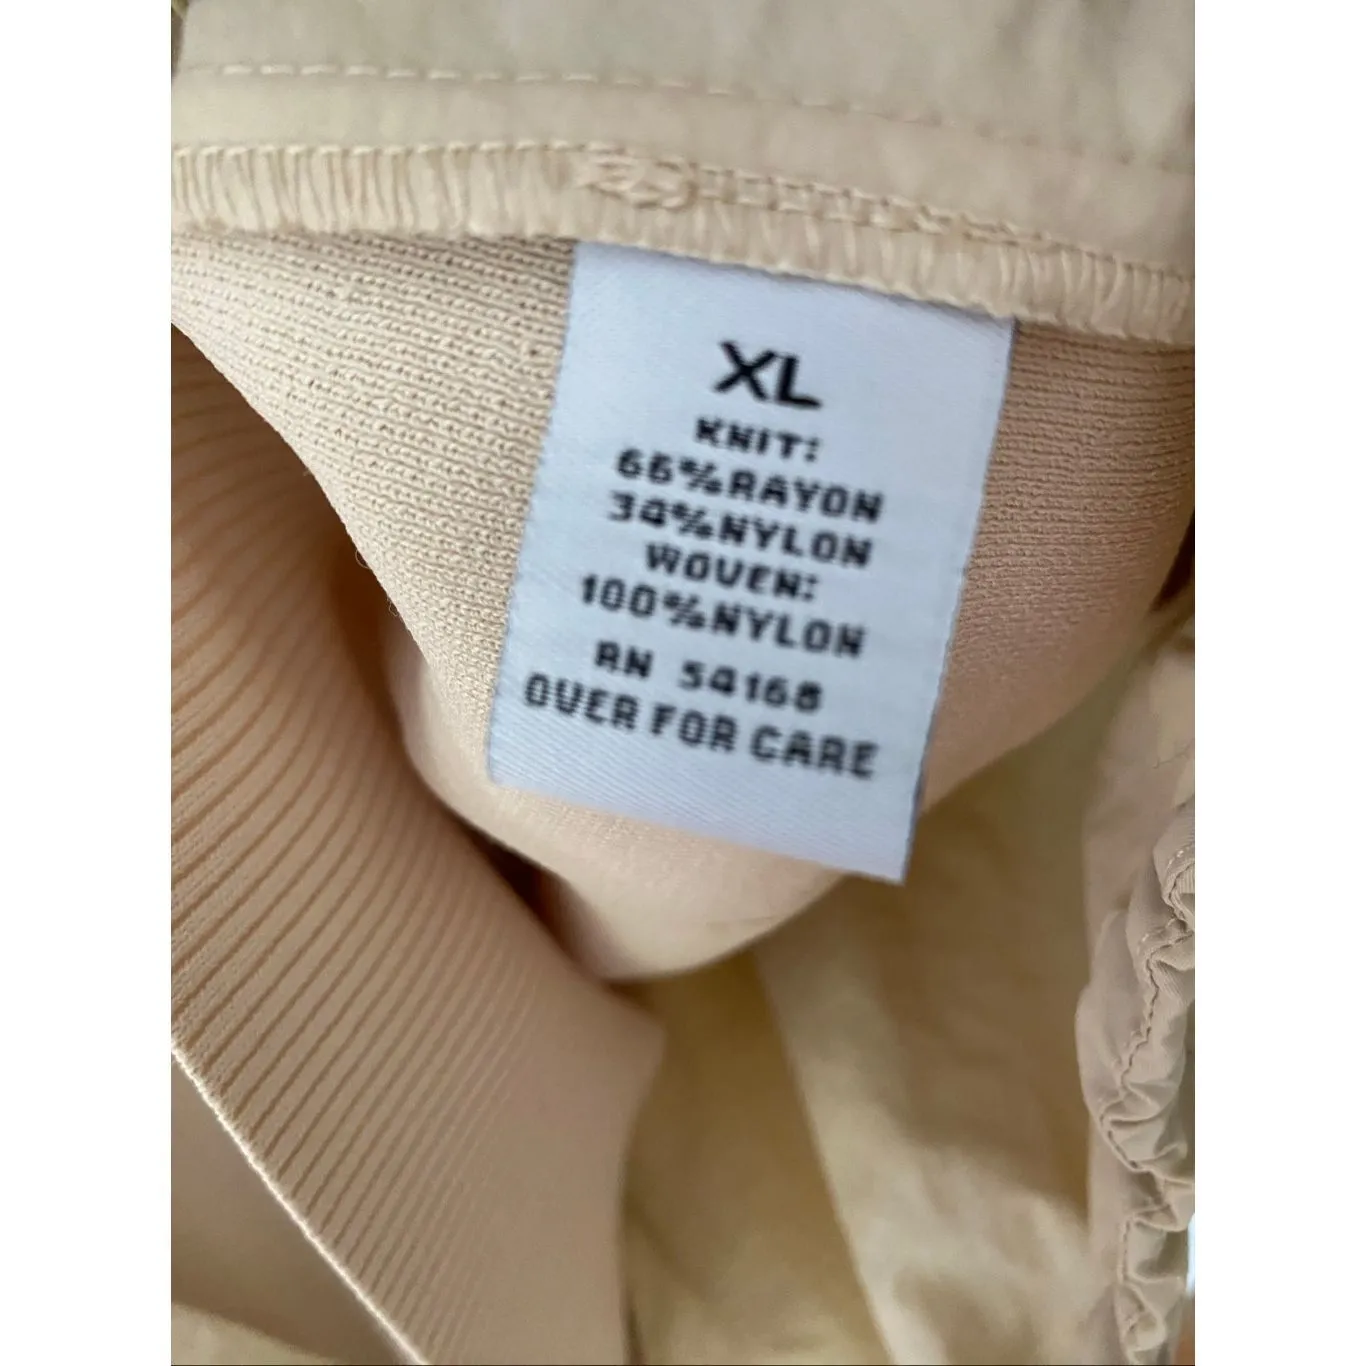 XL
KNIT:
66%RAYON
34%NYLON
WOVEN:
100%NYLON
RN 54168
OVER FOR CARE